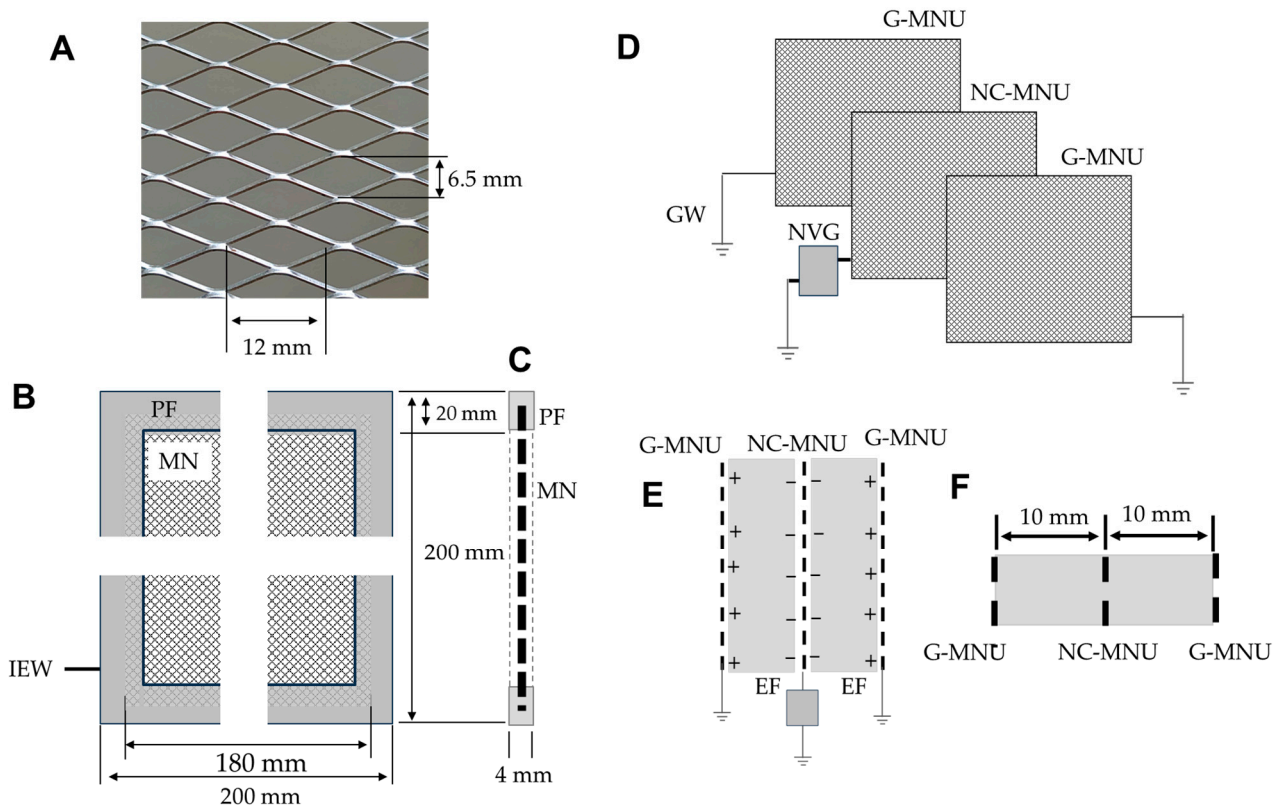 A
6.5 mm
12 mm
B
PF
MN
IEW
180 mm
200 mm
20 mm
200 mm
C
PF
MN
4 mm
D
G-MNU
NC-MNU
G-MNU
GW
NVG
E
G-MNU
NC-MNU
G-MNU
+ − − +
+ − − +
+ − − +
+ − − +
+ − − +
EF
EF
F
10 mm
10 mm
G-MNU
NC-MNU
G-MNU